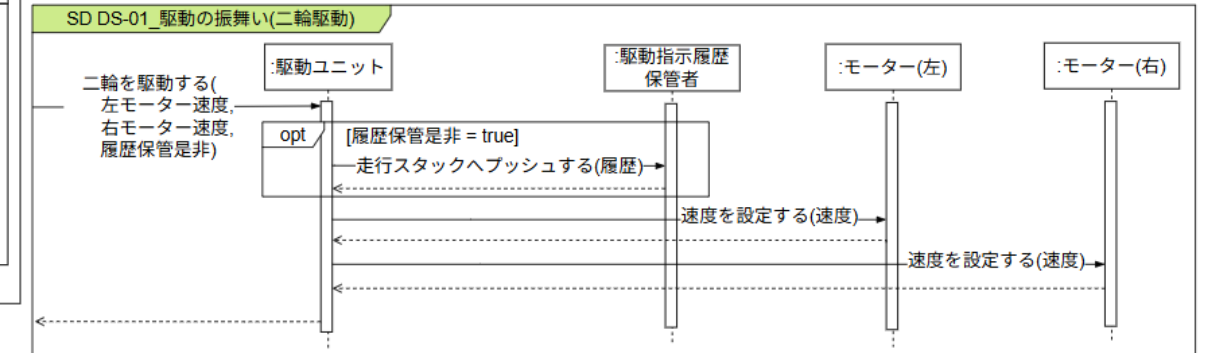 SD DS-01_駆動の振舞い(二輪駆動)
:駆動ユニット
:駆動指示履歴
保管者
:モーター(左)
:モーター(右)
二輪を駆動する(
左モーター速度,
右モーター速度,
履歴保管是非)
opt
[履歴保管是非 = true]
走行スタックへプッシュする(履歴)
速度を設定する(速度)
速度を設定する(速度)